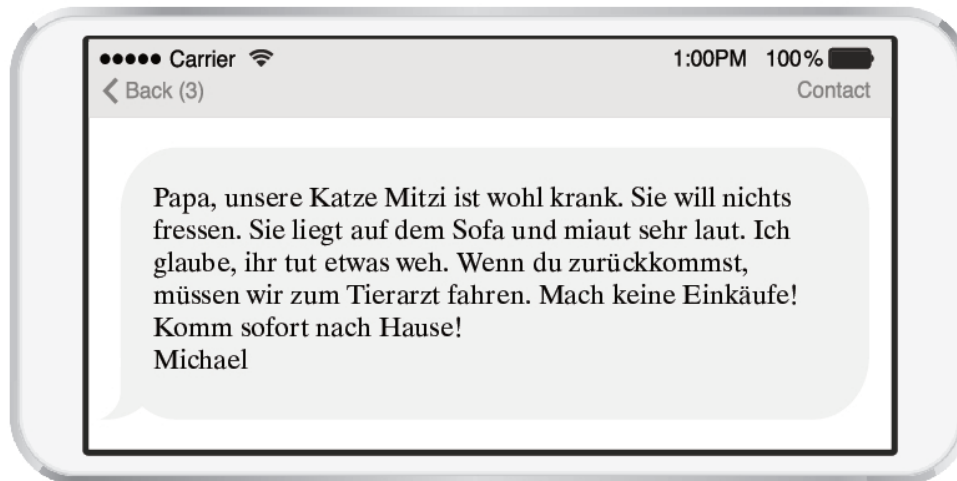 ●●●●● Carrier 1:00PM 100%
Back (3) Contact
Papa, unsere Katze Mitzi ist wohl krank. Sie will nichts
fressen. Sie liegt auf dem Sofa und miaut sehr laut. Ich
glaube, ihr tut etwas weh. Wenn du zurückkommst,
müssen wir zum Tierarzt fahren. Mach keine Einkäufe!
Komm sofort nach Hause!
Michael